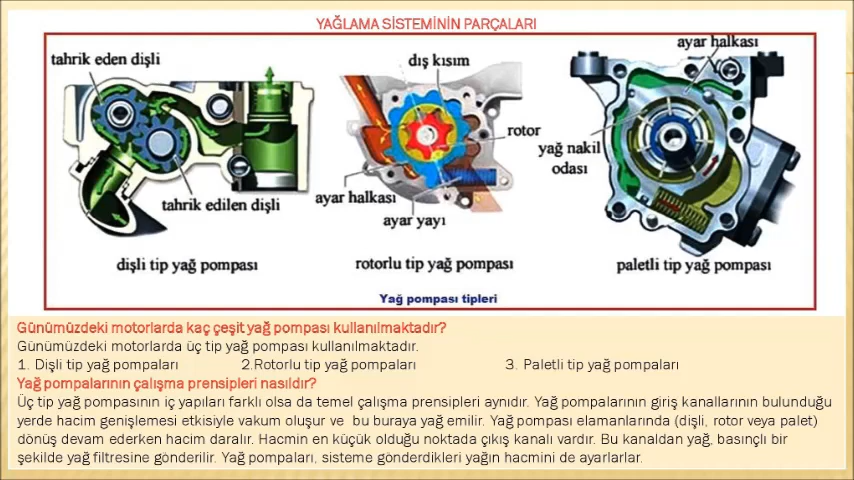 YAĞLAMA SİSTEMİNİN PARÇALARI
tahrik eden dişli
tahrik edilen dişli
dişli tip yağ pompası
dış kısım
rotor
ayar halkası
ayar yayı
rotorlu tip yağ pompası
ayar halkası
yağ nakil
odası
paletli tip yağ pompası
Yağ pompası tipleri
Günümüzdeki motorlarda kaç çeşit yağ pompası kullanılmaktadır?
Günümüzdeki motorlarda üç tip yağ pompası kullanılmaktadır.
1. Dişli tip yağ pompaları 2.Rotorlu tip yağ pompaları 3. Paletli tip yağ pompaları
Yağ pompalarının çalışma prensipleri nasıldır?
Üç tip yağ pompasının iç yapıları farklı olsa da temel çalışma prensipleri aynıdır. Yağ pompalarının giriş kanallarının bulunduğu
yerde hacim genişlemesi etkisiyle vakum oluşur ve bu buraya yağ emilir. Yağ pompası elamanlarında (dişli, rotor veya palet)
dönüş devam ederken hacim daralır. Hacmin en küçük olduğu noktada çıkış kanalı vardır. Bu kanaldan yağ, basınçlı bir
şekilde yağ filtresine gönderilir. Yağ pompaları, sisteme gönderdikleri yağın hacmini de ayarlarlar.